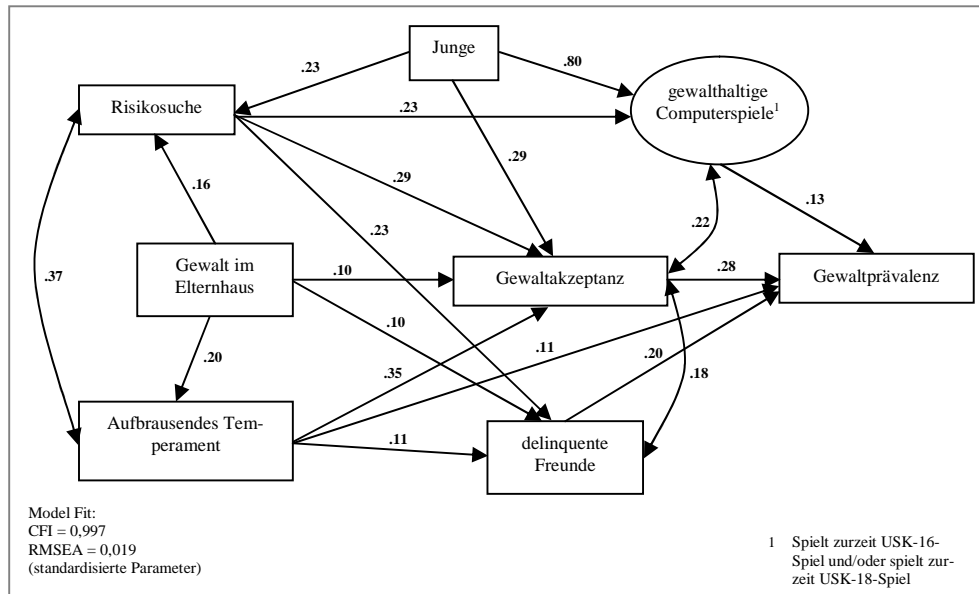 Junge
.23
.80
gewalthaltige
Computerspiele¹
Risikosuche
.23
.29
.16
.29
.13
.23
.22
.37
Gewalt im
Elternhaus
.10
Gewaltakzeptanz
.28
Gewaltprävalenz
.10
.11
.20
.20
.35
.18
Aufbrausendes Tem-
perament
.11
delinquente
Freunde
Model Fit:
CFI = 0,997
RMSEA = 0,019
(standardisierte Parameter)
1 Spielt zurzeit USK-16-
Spiel und/oder spielt zur-
zeit USK-18-Spiel